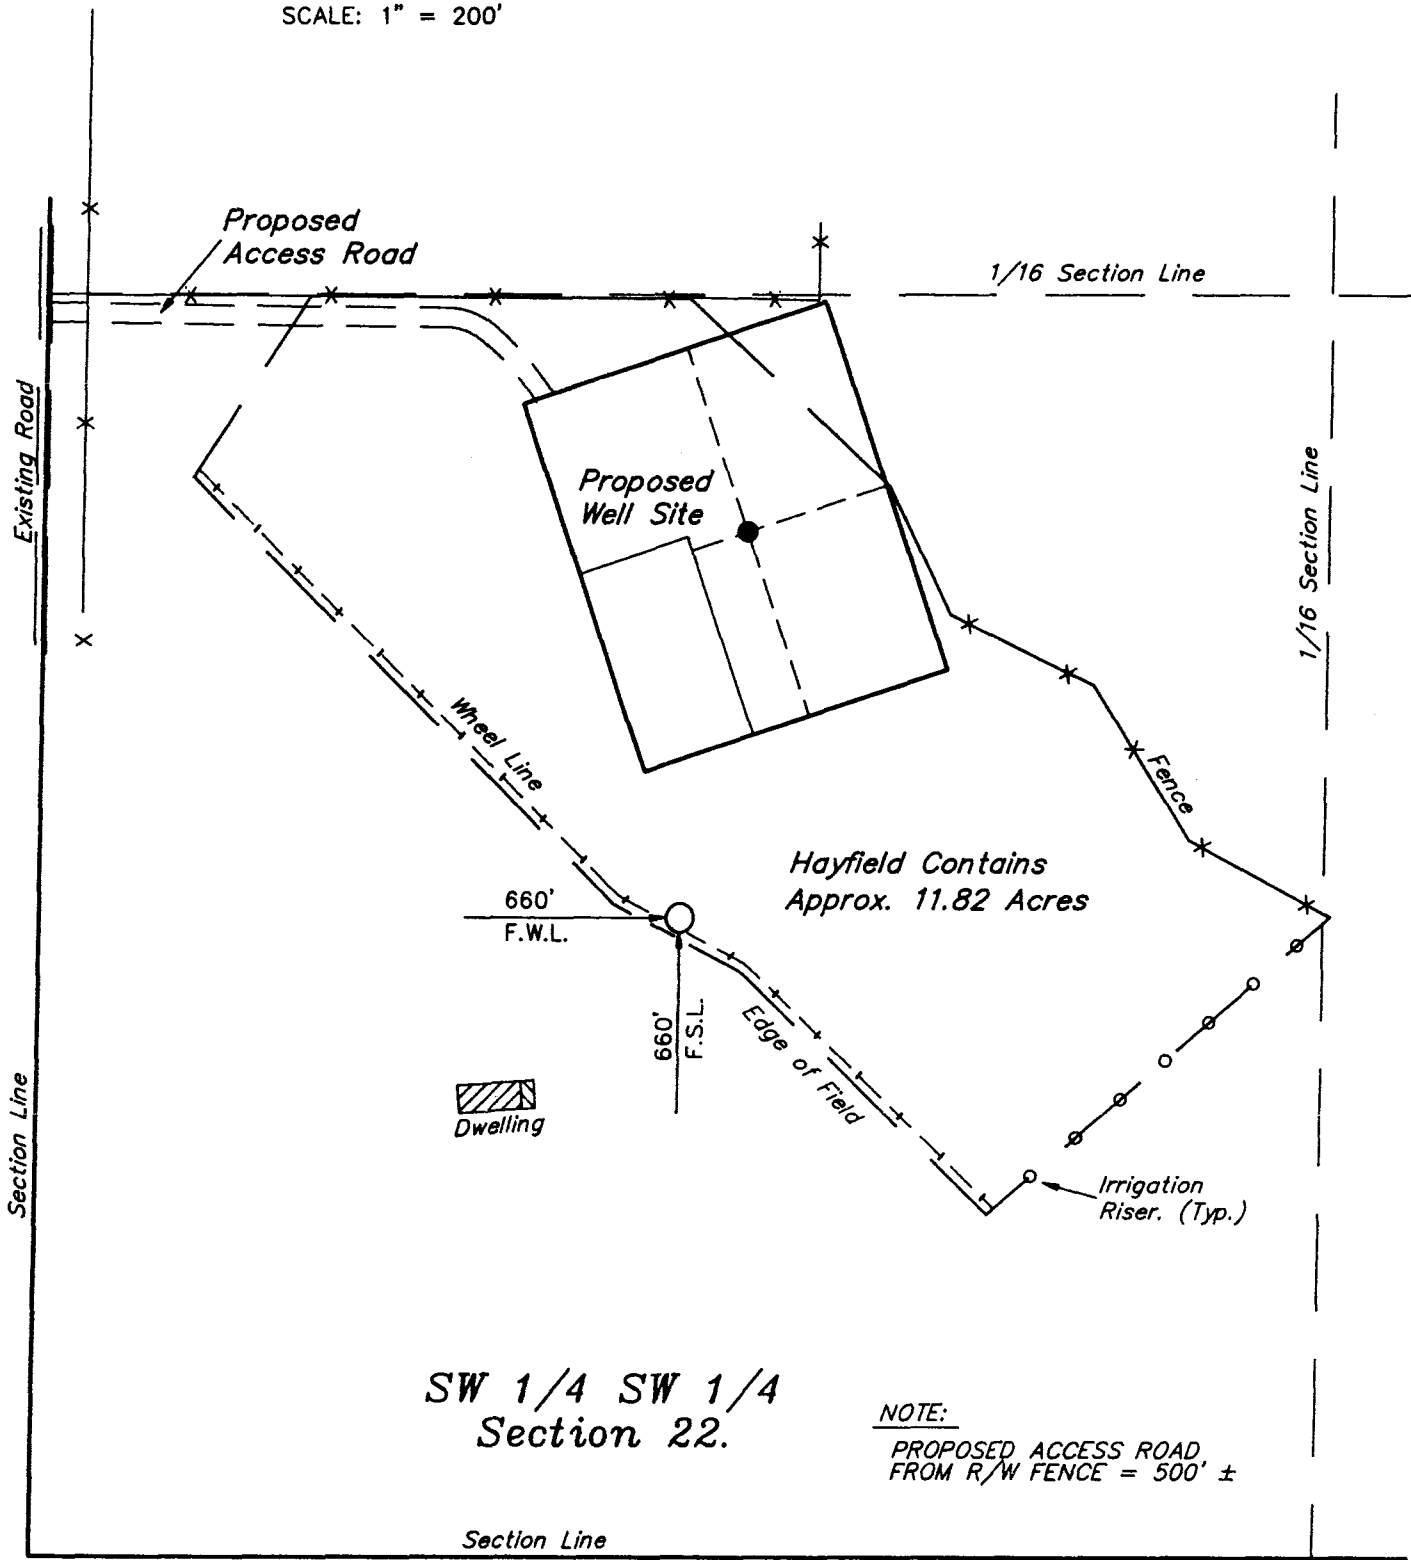 SCALE: 1" = 200'
Proposed
Access Road
1/16 Section Line
Existing Road
Proposed
Well Site
1/16 Section Line
Wheel Line
Fence
Hayfield Contains
Approx. 11.82 Acres
660'
F.W.L.
660'
F.S.L.
Edge of Field
Dwelling
Section Line
Irrigation
Riser. (Typ.)
SW 1/4 SW 1/4
Section 22.
NOTE:
PROPOSED ACCESS ROAD
FROM R/W FENCE = 500' ±
Section Line